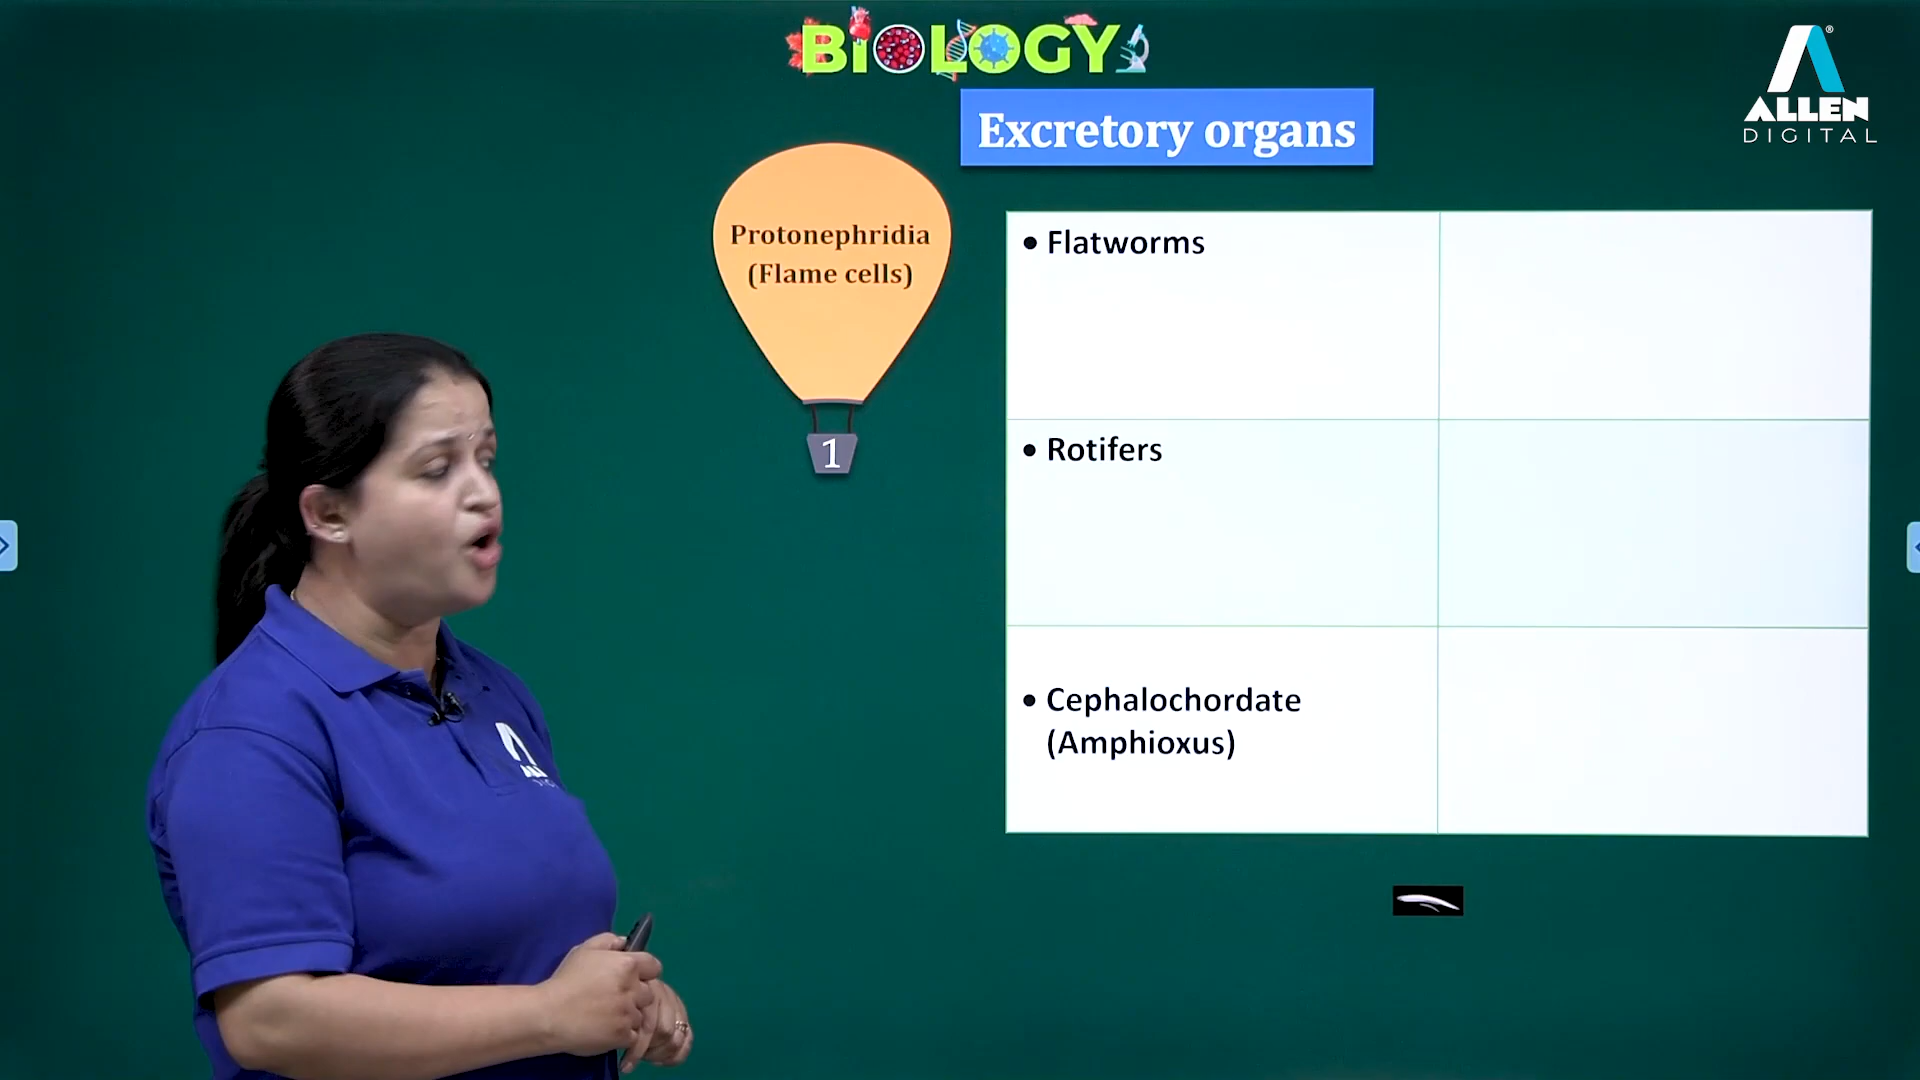 BIOLOGY
ALLEN
DIGITAL
Excretory organs
Protonephridia
(Flame cells)
1
• Flatworms
• Rotifers
• Cephalochordate
(Amphioxus)